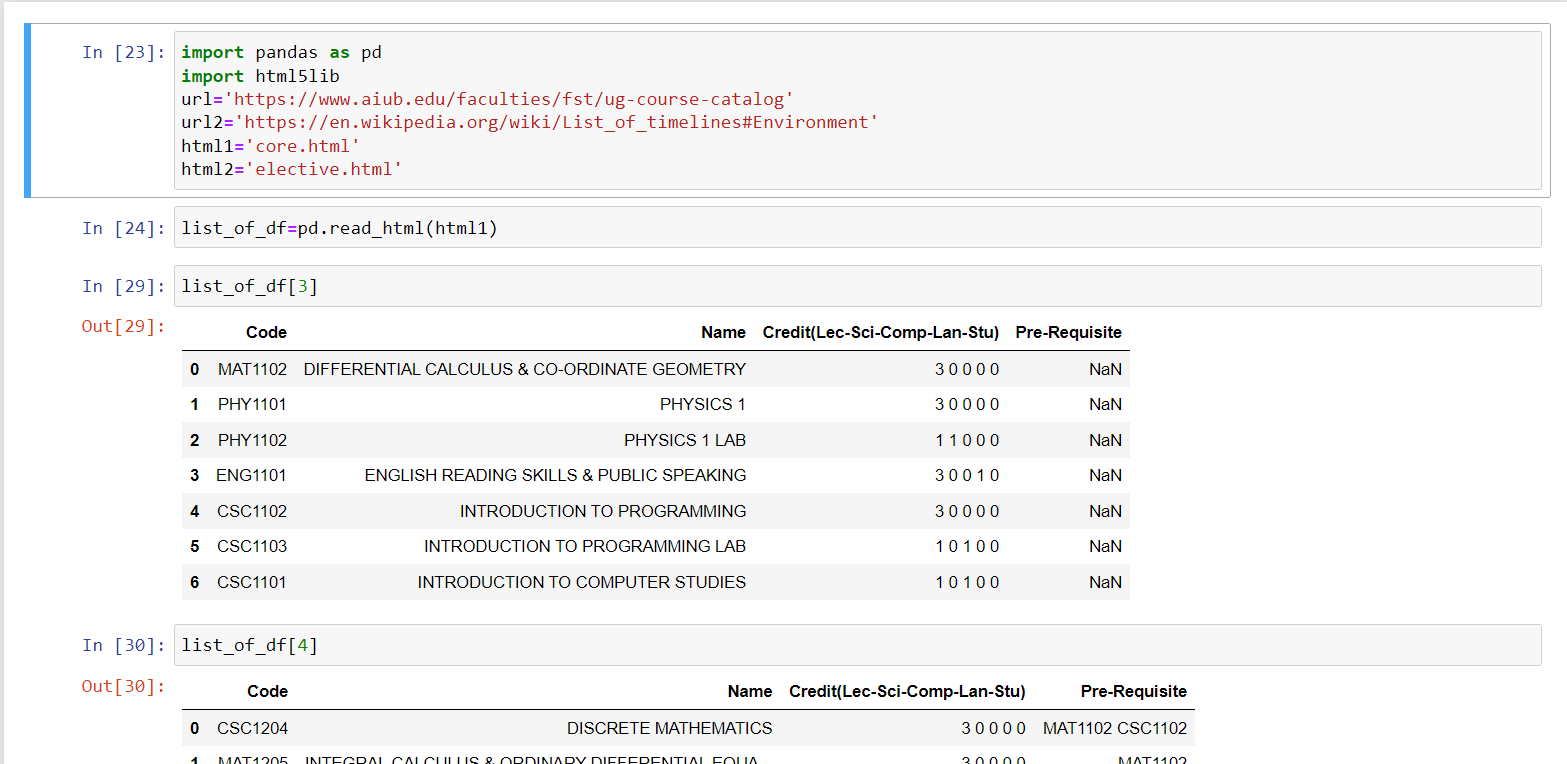 In [23]: import pandas as pd
import html5lib
url='https://www.aiub.edu/faculties/fst/ug-course-catalog'
url2='https://en.wikipedia.org/wiki/List_of_timelines#Environment'
html1='core.html'
html2='elective.html'
In [24]: list_of_df=pd.read_html(html1)
In [29]: list_of_df[3]
Out[29]:
Code Name Credit(Lec-Sci-Comp-Lan-Stu) Pre-Requisite
0 MAT1102 DIFFERENTIAL CALCULUS & CO-ORDINATE GEOMETRY 3 0 0 0 0 NaN
1 PHY1101 PHYSICS 1 3 0 0 0 0 NaN
2 PHY1102 PHYSICS 1 LAB 1 1 0 0 0 NaN
3 ENG1101 ENGLISH READING SKILLS & PUBLIC SPEAKING 3 0 0 1 0 NaN
4 CSC1102 INTRODUCTION TO PROGRAMMING 3 0 0 0 0 NaN
5 CSC1103 INTRODUCTION TO PROGRAMMING LAB 1 0 1 0 0 NaN
6 CSC1101 INTRODUCTION TO COMPUTER STUDIES 1 0 1 0 0 NaN
In [30]: list_of_df[4]
Out[30]:
Code Name Credit(Lec-Sci-Comp-Lan-Stu) Pre-Requisite
0 CSC1204 DISCRETE MATHEMATICS 3 0 0 0 0 MAT1102 CSC1102
1 MAT1205 INTEGRAL CALCULUS & ORDINARY DIFFERENTIAL EQUA... 3 0 0 0 0 MAT1102